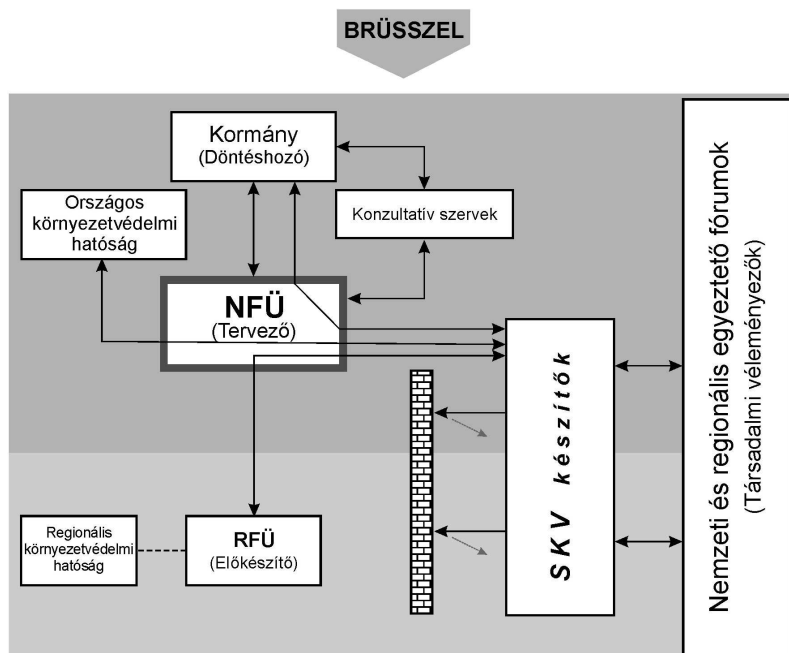 BRÜSSZEL
Kormány
(Döntéshozó)
Országos
környezetvédelmi
hatóság
Konzultatív szervek
NFÜ
(Tervező)
SKV készítők
Nemzeti és regionális egyeztető fórumok
(Társadalmi véleményezők)
Regionális
környezetvédelmi
hatóság
RFÜ
(Előkészítő)